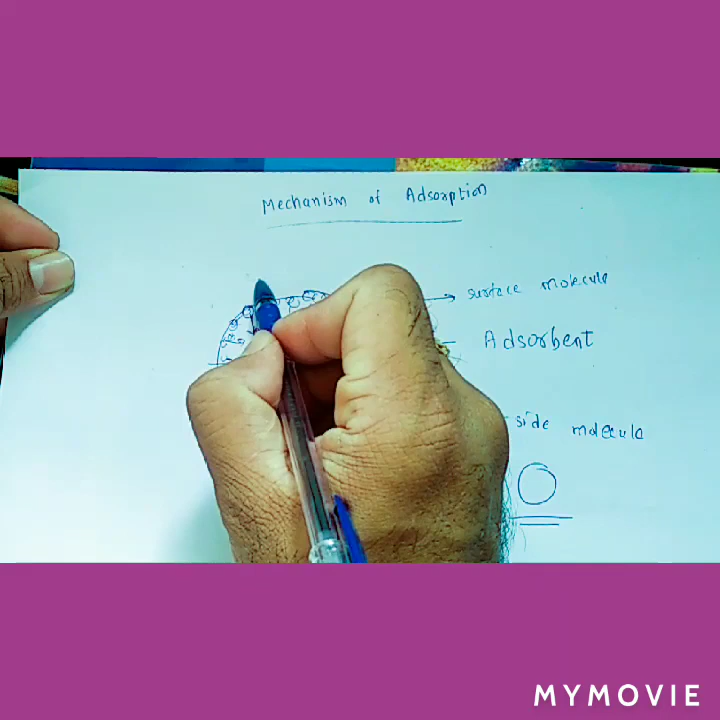 Mechanism of Adsorption
surface molecule
Adsorbent
side molecule
MYMOVIE